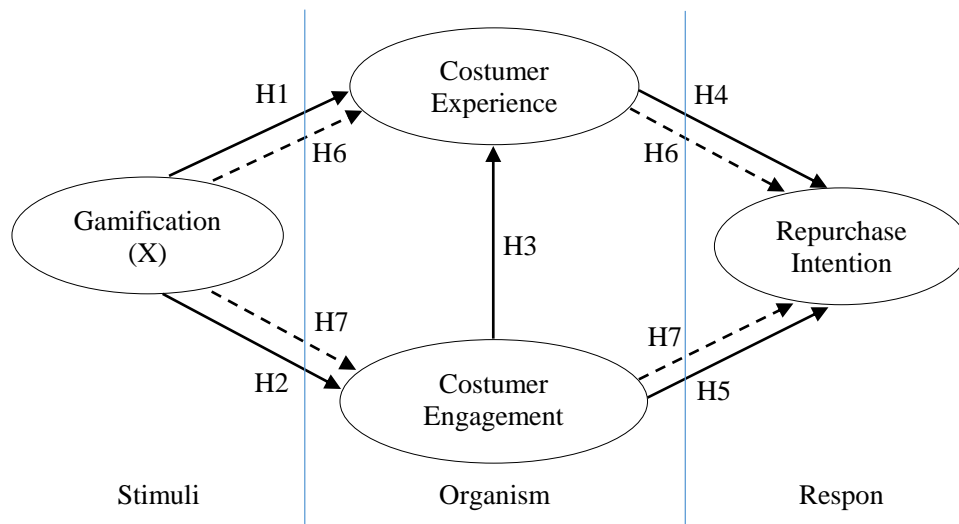 Costumer
Experience
H1
H4
H6
H6
Gamification
(X)
Repurchase
Intention
H3
H7
H7
H2
H5
Costumer
Engagement
Stimuli
Organism
Respon